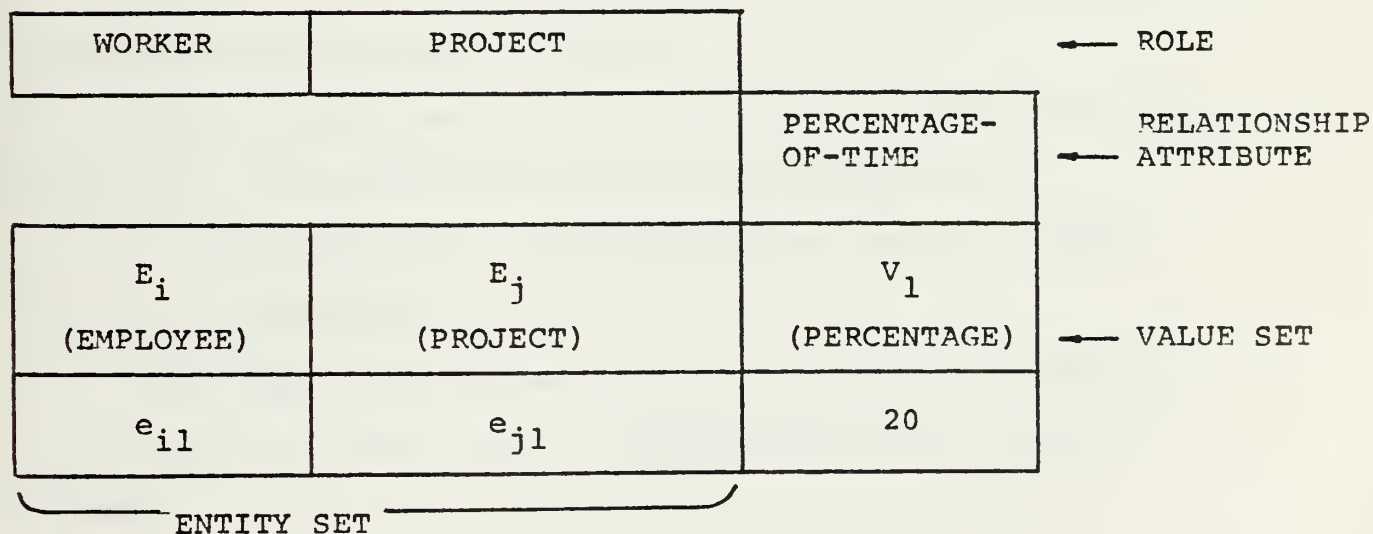 WORKER PROJECT ROLE
PERCENTAGE- RELATIONSHIP
OF-TIME ATTRIBUTE
E_i E_j V_1
(EMPLOYEE) (PROJECT) (PERCENTAGE) VALUE SET
e_i1 e_j1 20
ENTITY SET